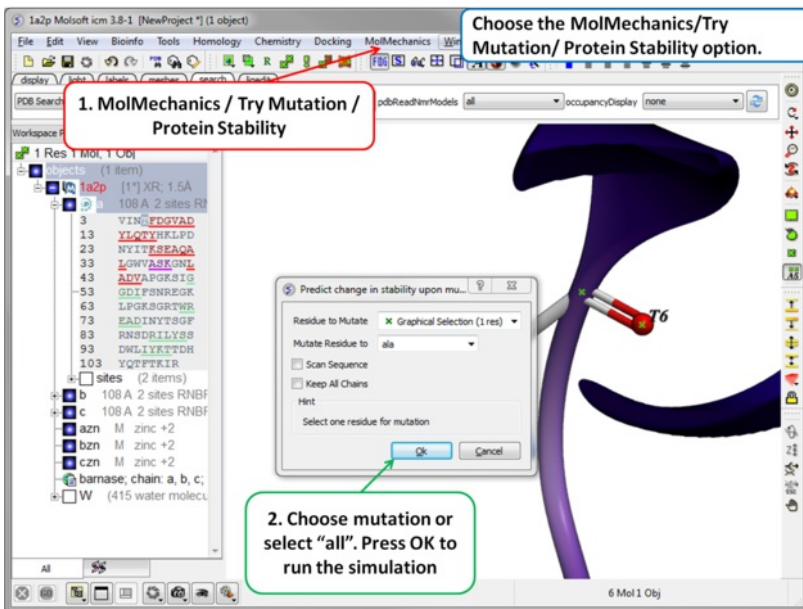 1a2p Molsoft icm 3.8-1 [NewProject *] (1 object)
File Edit View Bioinfo Tools Homology Chemistry Docking MolMechanics Win
Choose the MolMechanics/Try
Mutation/ Protein Stability option.
display light labels meshes search
PDB Search
1. MolMechanics / Try Mutation /
Protein Stability
pdbReadNmrModels all occupancyDisplay none
Workspace P
1 Res 1 Mol, 1 Obj
objects (1 item)
1a2p [1*] XR; 1.5Å
a 108 A 2 sites RN
3 VINRFDGVAD
13 YLQTYHKLPD
23 NYITKSEAQA
33 LGWVASKGNL
43 ADVAPGKSIG
53 GDIFSNREGK
63 LPGKSGRTWR
73 EADINYTSGF
83 RNSDRILYSS
93 DWLIYKTTDH
103 YQTFTKIR
sites (2 items)
b 108 A 2 sites RNBF
c 108 A 2 sites RNBF
azn M zinc +2
bzn M zinc +2
czn M zinc +2
barnase; chain: a, b, c;
W (415 water molecu
All
Predict change in stability upon mu...
Residue to Mutate Graphical Selection (1 res)
Mutate Residue to ala
Scan Sequence
Keep All Chains
Hint
Select one residue for mutation
Ok Cancel
T6
2. Choose mutation or
select “all”. Press OK to
run the simulation
6 Mol 1 Obj